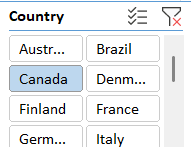 Country
Austr... Brazil
Canada Denm...
Finland France
Germ... Italy